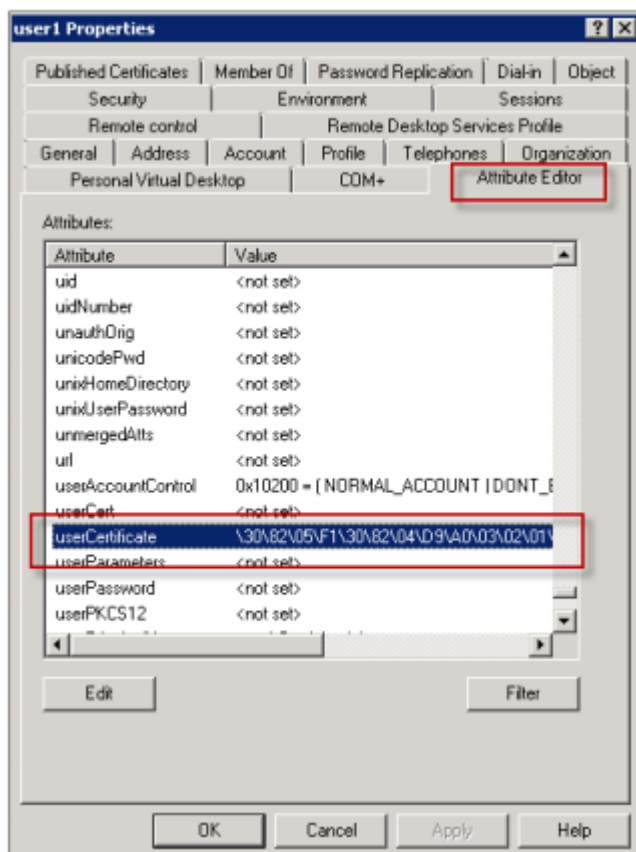 user1 Properties
Published Certificates Member Of Password Replication Dial-in Object
Security Environment Sessions
Remote control Remote Desktop Services Profile
General Address Account Profile Telephones Organization
Personal Virtual Desktop COM+ Attribute Editor
Attributes:
Attribute Value
uid <not set>
uidNumber <not set>
unauthOrig <not set>
unicodePwd <not set>
unixHomeDirectory <not set>
unixUserPassword <not set>
unmergedAtts <not set>
url <not set>
userAccountControl 0x10200 = ( NORMAL_ACCOUNT | DONT_E
userCert <not set>
userCertificate \30\82\05\F1\30\82\04\D9\A0\03\02\01\
userParameters <not set>
userPassword <not set>
userPKCS12 <not set>
Edit Filter
OK Cancel Apply Help